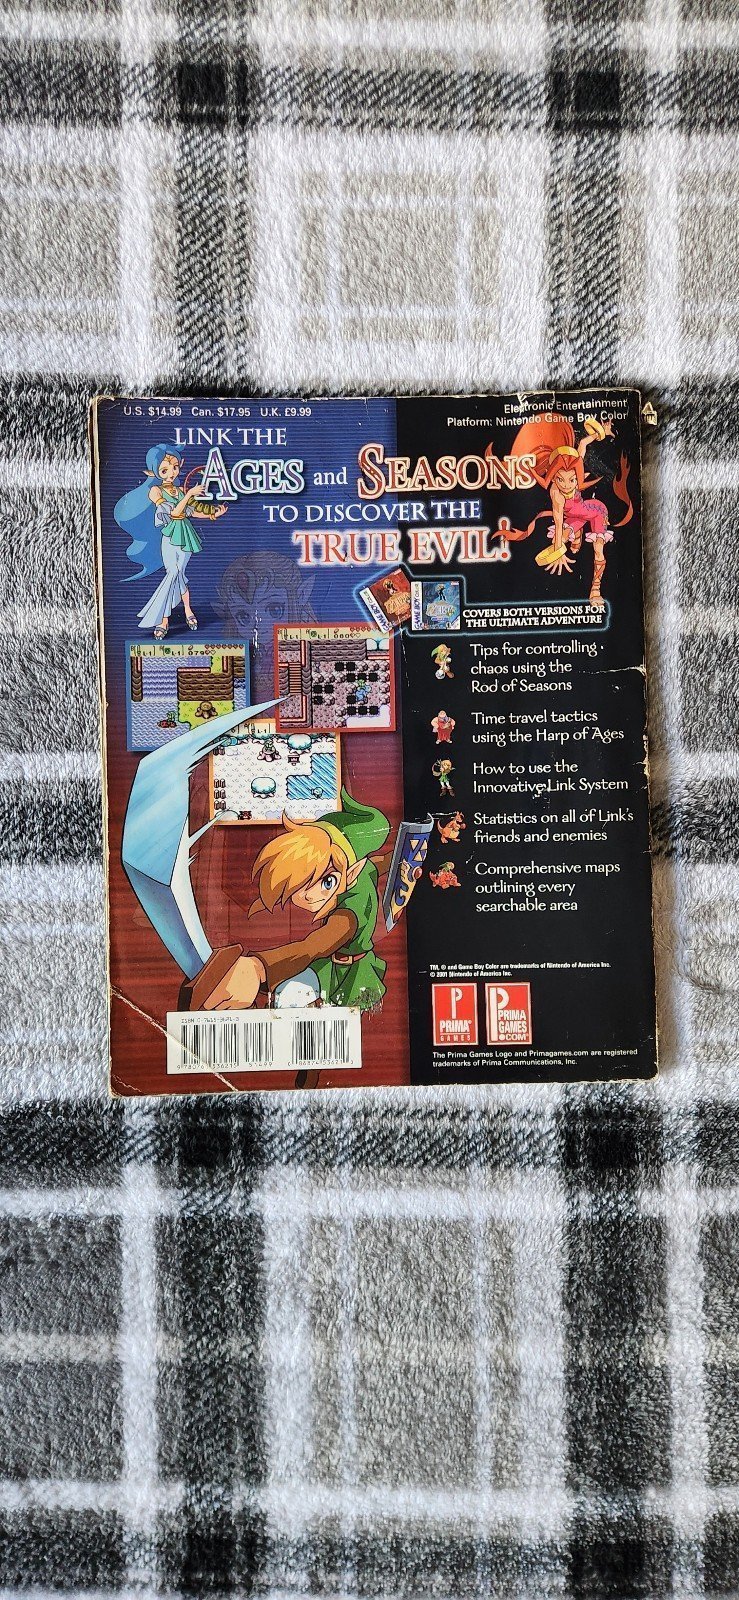 U.S. $14.99 Can. $17.95 U.K. £9.99
Electronic Entertainment
Platform: Nintendo Game Boy Color
LINK THE
AGES and SEASONS
TO DISCOVER THE
TRUE EVIL!
COVERS BOTH VERSIONS FOR
THE ULTIMATE ADVENTURE
Tips for controlling
chaos using the
Rod of Seasons
Time travel tactics
using the Harp of Ages
How to use the
Innovative Link System
Statistics on all of Link's
friends and enemies
Comprehensive maps
outlining every
searchable area
TM, ® and Game Boy Color are trademarks of Nintendo of America Inc.
© 2001 Nintendo of America Inc.
PRIMA
GAMES
PRIMA
GAMES
.COM
The Prima Games Logo and Primagames.com are registered
trademarks of Prima Communications, Inc.